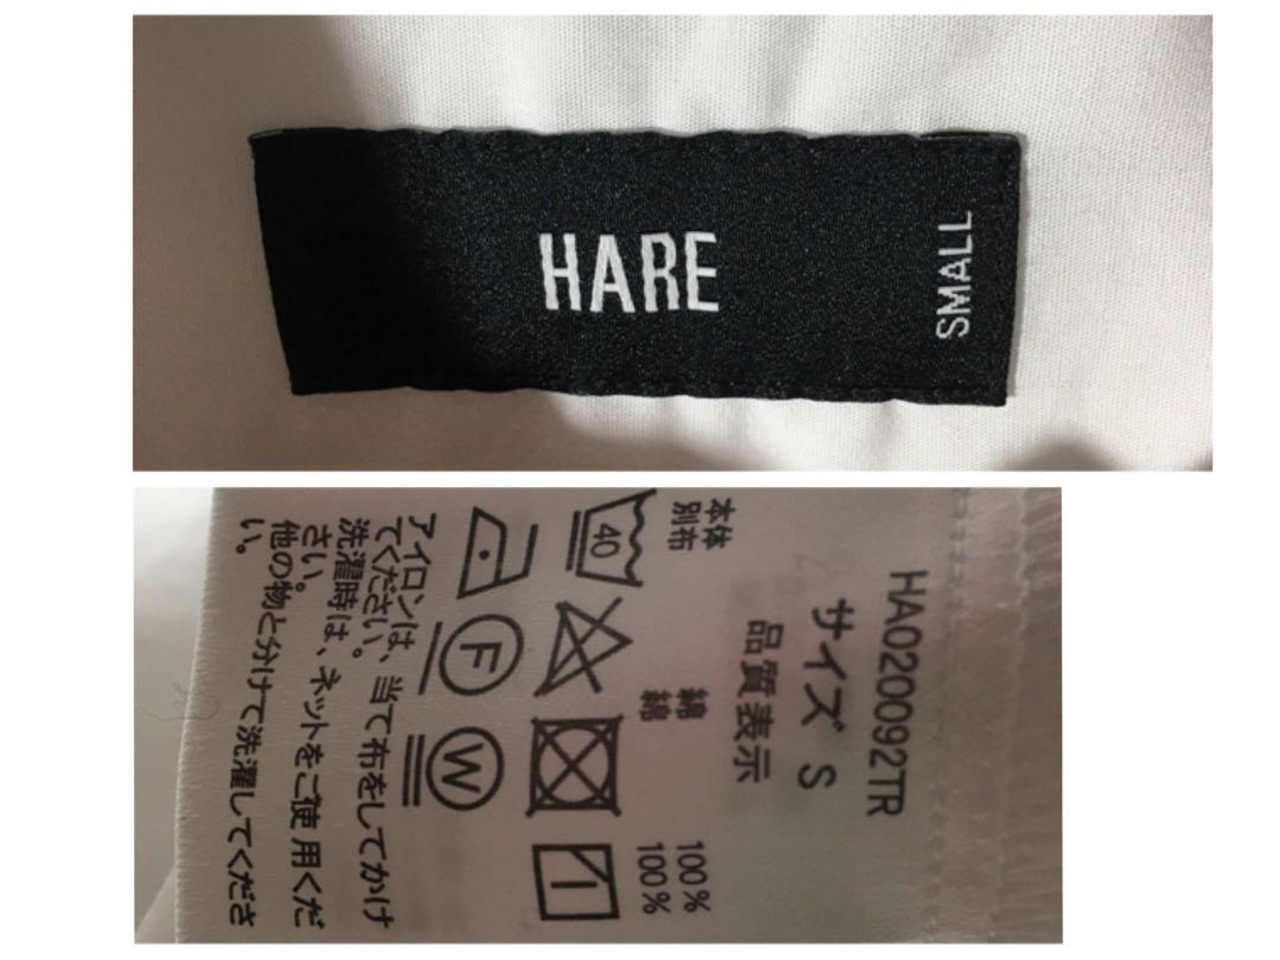 HARE
SMALL
HA020092TR
サイズ S
品質表示
本体 綿 100%
別布 綿 100%
40
F
W
アイロンは、当て布をしてかけ
てください。
洗濯時は、ネットをご使用くだ
さい。
他の物と分けて洗濯してくださ
い。